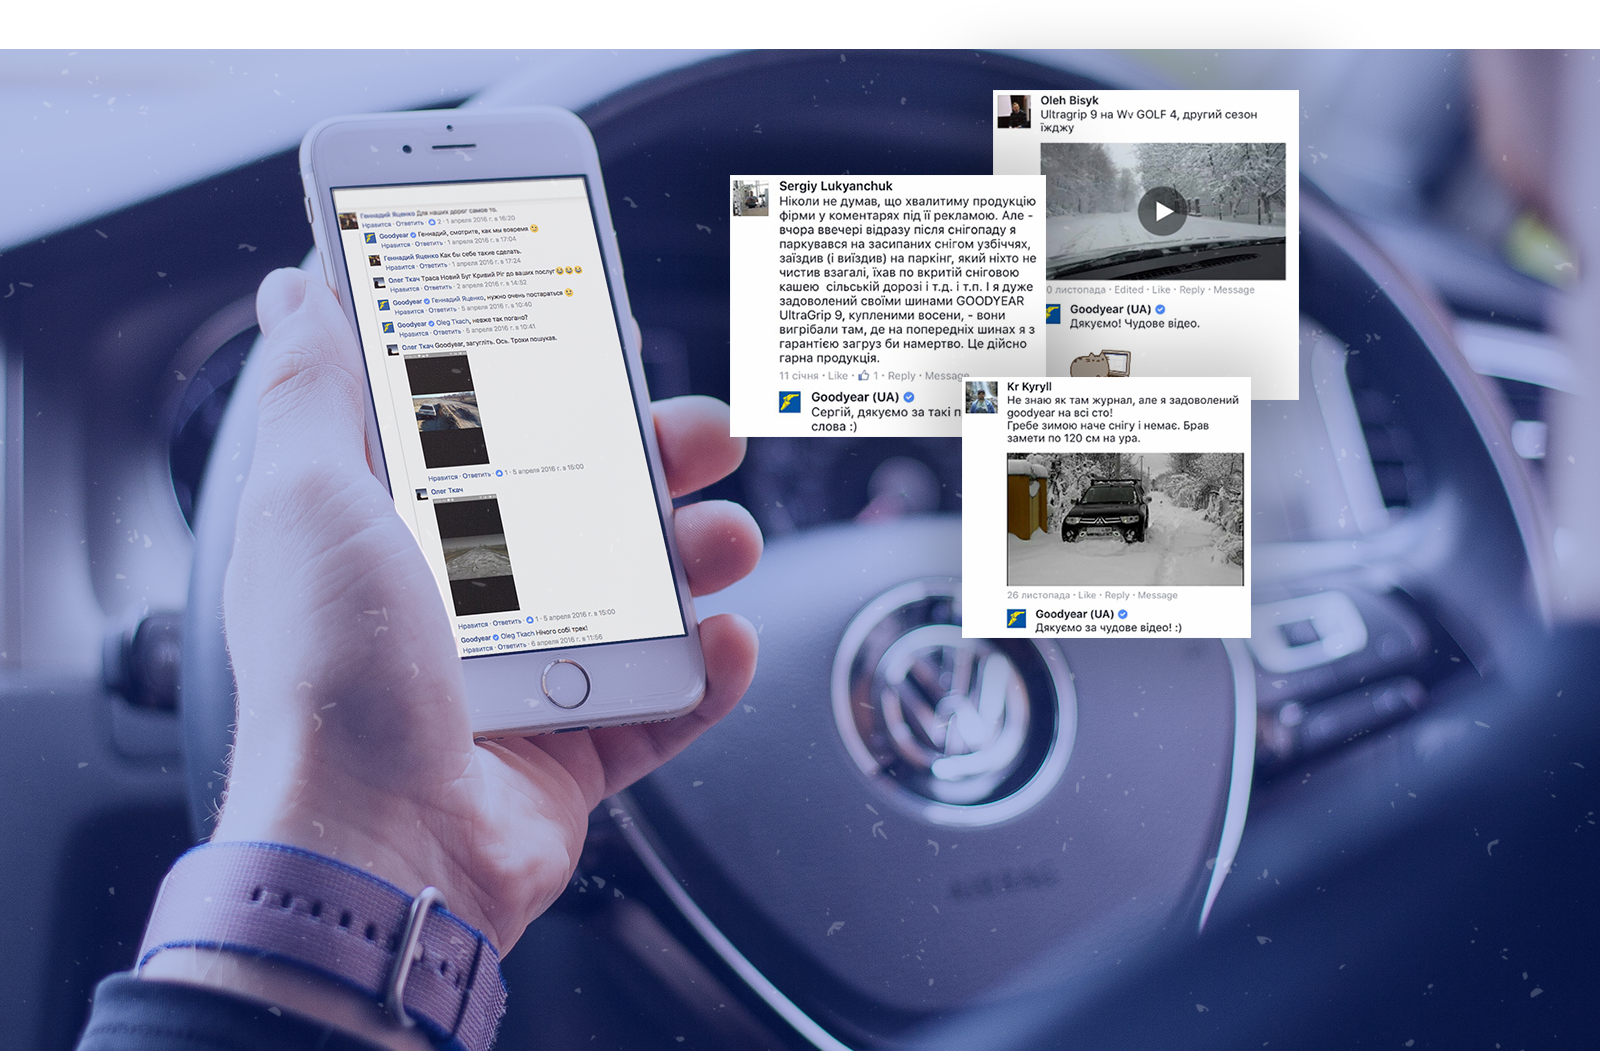 Геннадий Яценко Для наших дорог самое то.
Нравится · Ответить · 2 · 1 апреля 2016 г. в 16:20
Goodyear Геннадий, смотрите, как мы вовремя
Нравится · Ответить · 1 апреля 2016 г. в 17:04
Геннадий Яценко Как бы себе такие сделать.
Нравится · Ответить · 1 апреля 2016 г. в 17:24
Олег Ткач Траса Новий Буг Кривий Ріг до ваших послуг
Нравится · Ответить · 2 апреля 2016 г. в 14:52
Goodyear Геннадий Яценко, нужно очень постараться
Нравится · Ответить · 5 апреля 2016 г. в 10:40
Goodyear Oleg Tkach, невже так погано?
Нравится · Ответить · 5 апреля 2016 г. в 10:41
Олег Ткач Goodyear, загугліть. Ось. Трохи пошукав.
Нравится · Ответить · 1 · 5 апреля 2016 г. в 15:00
Олег Ткач
Нравится · Ответить · 1 · 5 апреля 2016 г. в 15:00
Goodyear Oleg Tkach Нічого собі трек!
Нравится · Ответить · 6 апреля 2016 г. в 11:56
Sergiy Lukyanchuk
Ніколи не думав, що хвалитиму продукцію
фірми у коментарях під її рекламою. Але -
вчора ввечері відразу після снігопаду я
паркувався на засипаних снігом узбіччях,
заїздив (і виїздив) на паркінг, який ніхто не
чистив взагалі, їхав по вкритій сніговою
кашею сільській дорозі і т.д. і т.п. І я дуже
задоволений своїми шинами GOODYEAR
UltraGrip 9, купленими восени, - вони
вигрібали там, де на попередніх шинах я з
гарантією загруз би намертво. Це дійсно
гарна продукція.
11 січня · Like · 1 · Reply · Message
Goodyear (UA)
Сергій, дякуємо за такі п
слова :)
Oleh Bisyk
Ultragrip 9 на Wv GOLF 4, другий сезон
їжджу
0 листопада · Edited · Like · Reply · Message
Goodyear (UA)
Дякуємо! Чудове відео.
Kr Kyryll
Не знаю як там журнал, але я задоволений
goodyear на всі сто!
Гребе зимою наче снігу і немає. Брав
замети по 120 см на ура.
26 листопада · Like · Reply · Message
Goodyear (UA)
Дякуємо за чудове відео! :)